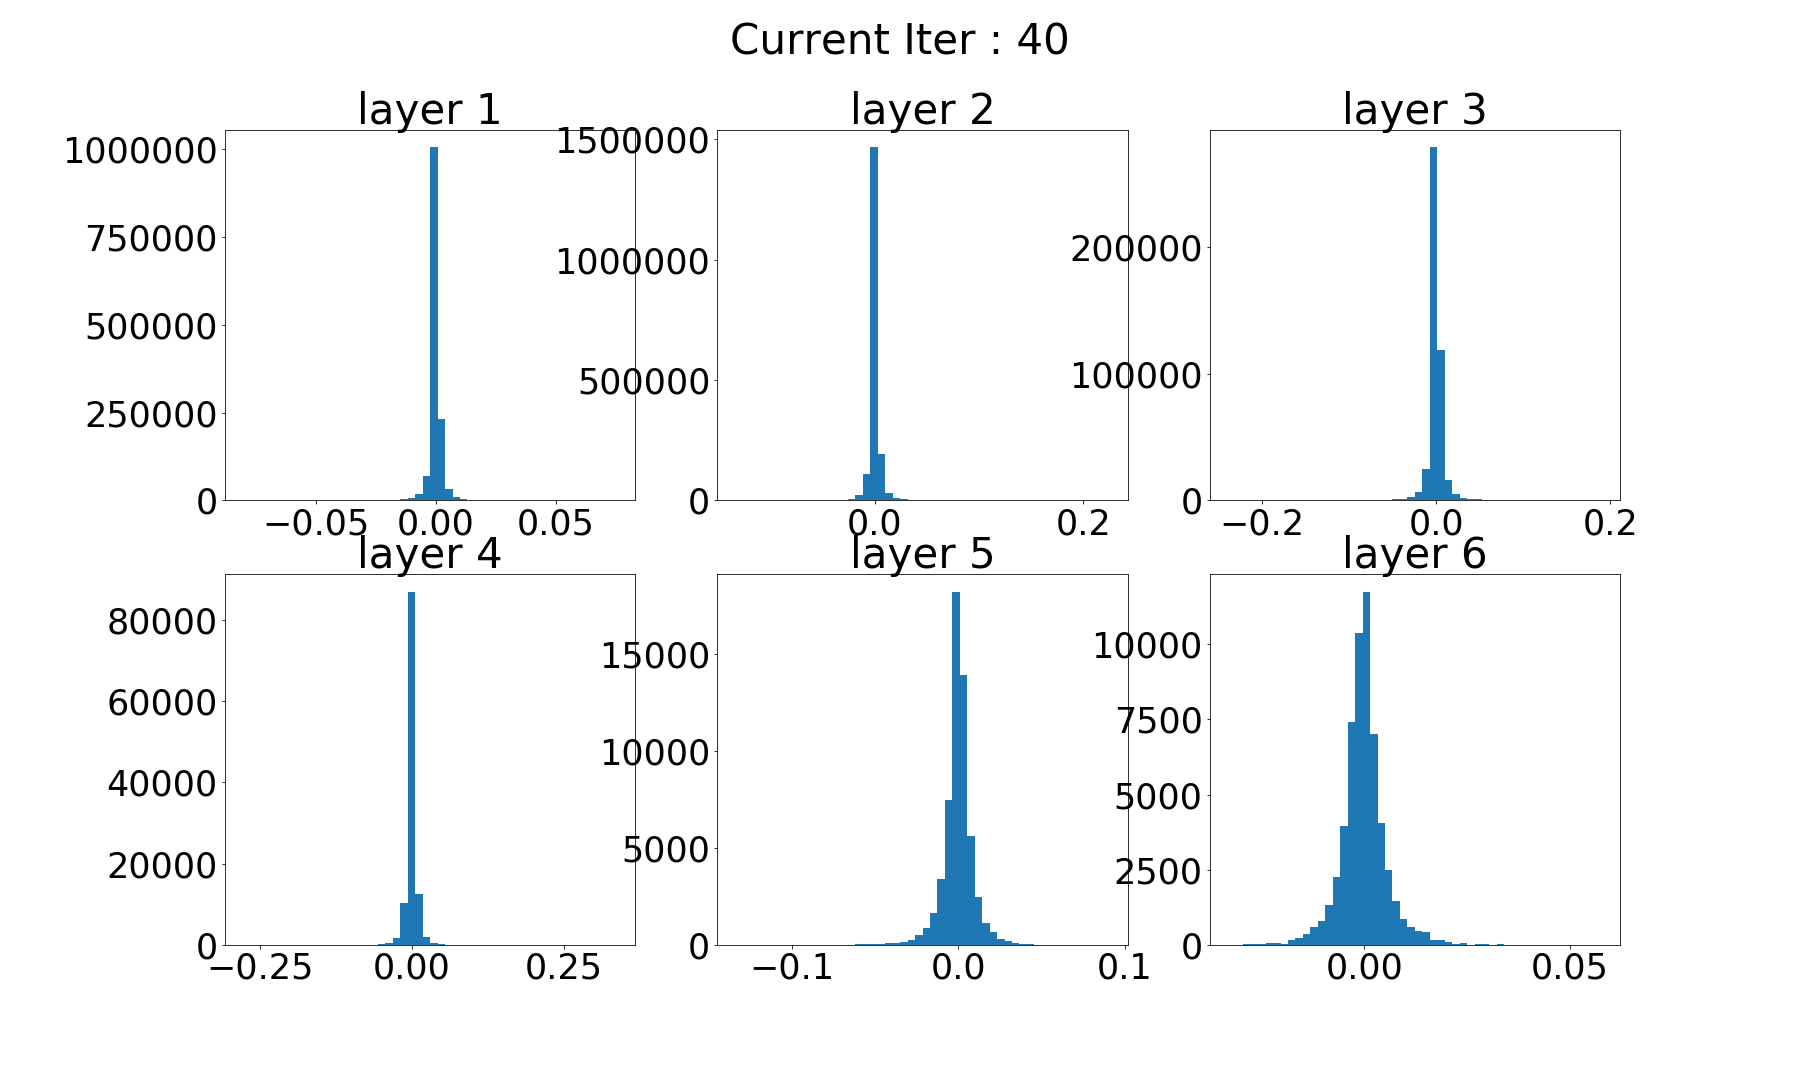 Current Iter : 40
layer 1
1000000
750000
500000
250000
0
−0.05 0.00 0.05
layer 2
1500000
1000000
500000
0
0.0 0.2
layer 3
200000
100000
0
−0.2 0.0 0.2
layer 4
80000
60000
40000
20000
0
−0.25 0.00 0.25
layer 5
15000
10000
5000
0
−0.1 0.0 0.1
layer 6
10000
7500
5000
2500
0
0.00 0.05